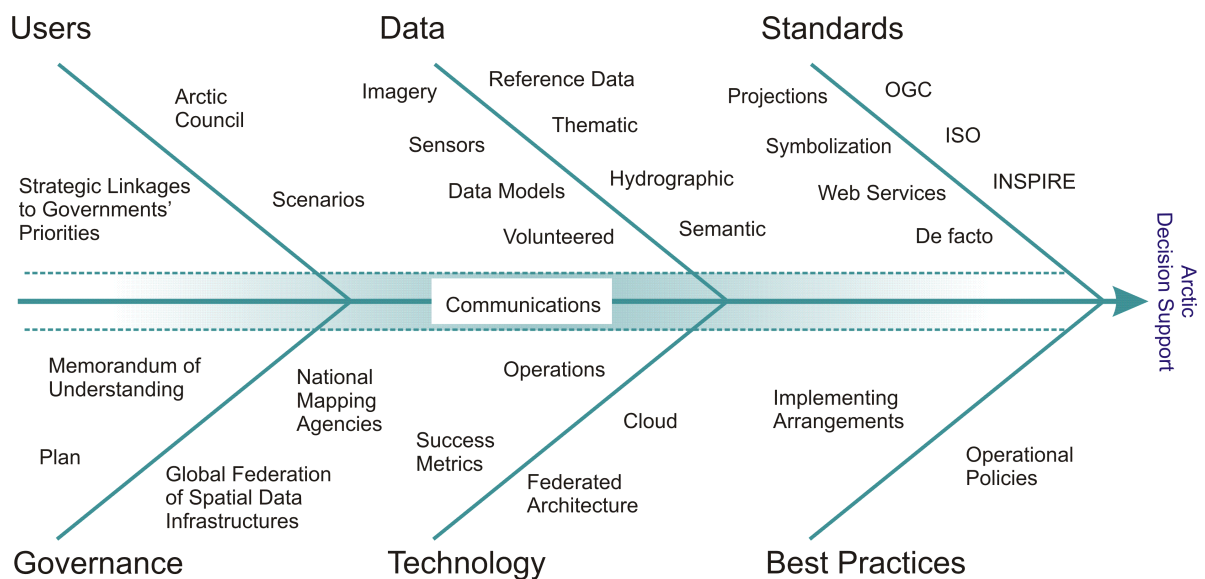 Users
Data
Standards
Arctic
Council
Strategic Linkages
to Governments’
Priorities
Scenarios
Imagery
Sensors
Data Models
Volunteered
Reference Data
Thematic
Hydrographic
Semantic
Projections
Symbolization
Web Services
De facto
OGC
ISO
INSPIRE
Communications
Arctic
Decision Support
Memorandum of
Understanding
Plan
National
Mapping
Agencies
Global Federation
of Spatial Data
Infrastructures
Operations
Success
Metrics
Cloud
Federated
Architecture
Implementing
Arrangements
Operational
Policies
Governance
Technology
Best Practices